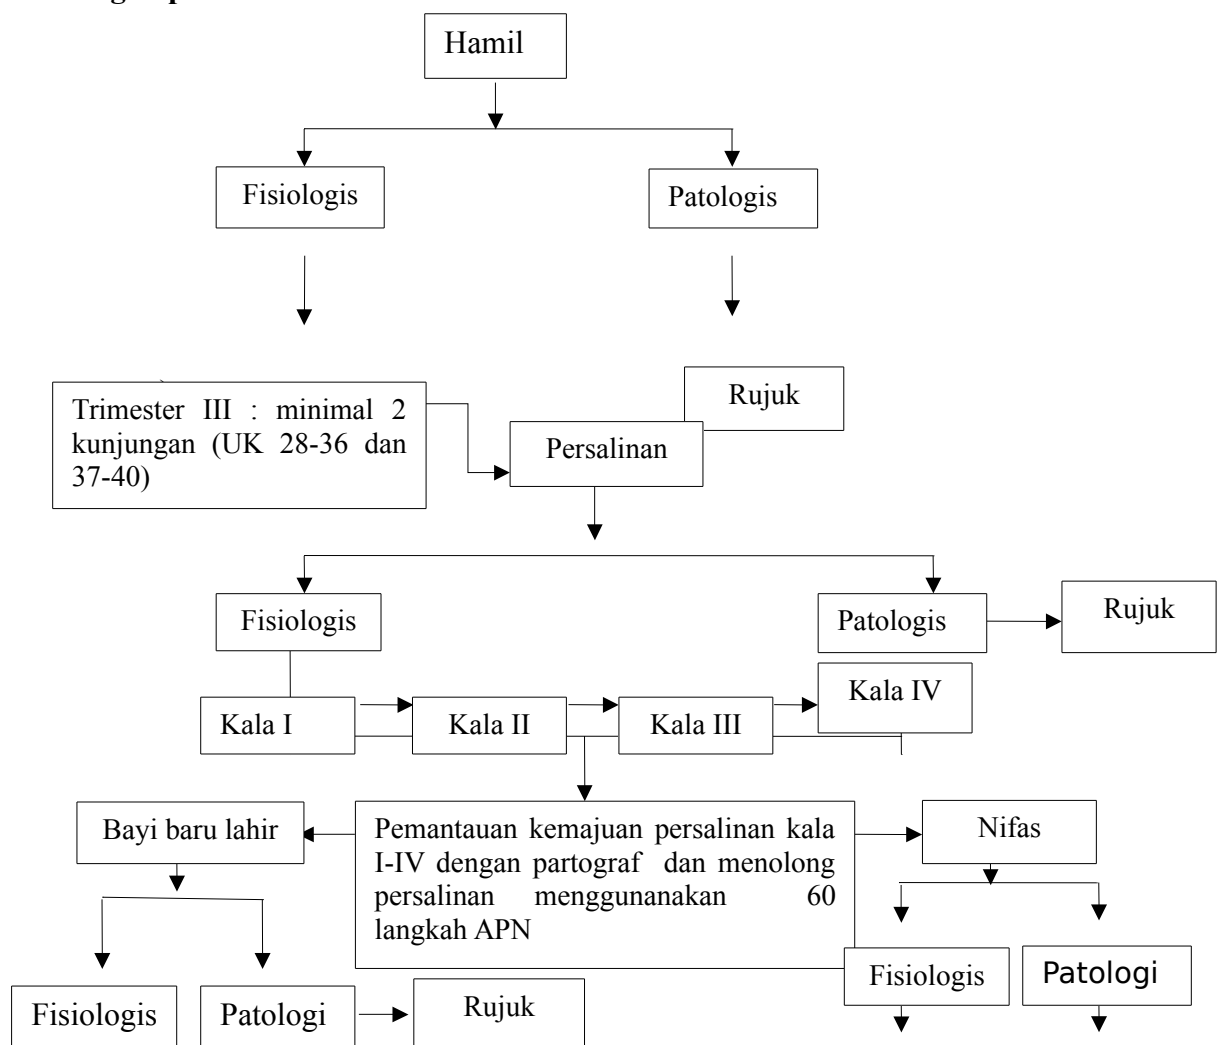 Hamil
Fisiologis
Patologis
Rujuk
Trimester III : minimal 2
kunjungan (UK 28-36 dan
37-40)
Persalinan
Fisiologis
Patologis
Rujuk
Kala I
Kala II
Kala III
Kala IV
Bayi baru lahir
Pemantauan kemajuan persalinan kala
I-IV dengan partograf dan menolong
persalinan menggunanakan 60
langkah APN
Nifas
Fisiologis
Patologi
Fisiologis
Patologi
Rujuk